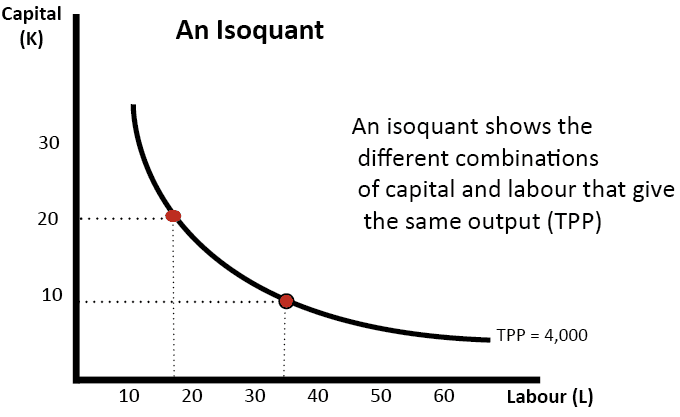 Capital
(K)
An Isoquant
An isoquant shows the
different combinations
of capital and labour that give
the same output (TPP)
30
20
10
TPP = 4,000
10 20 30 40 50 60
Labour (L)